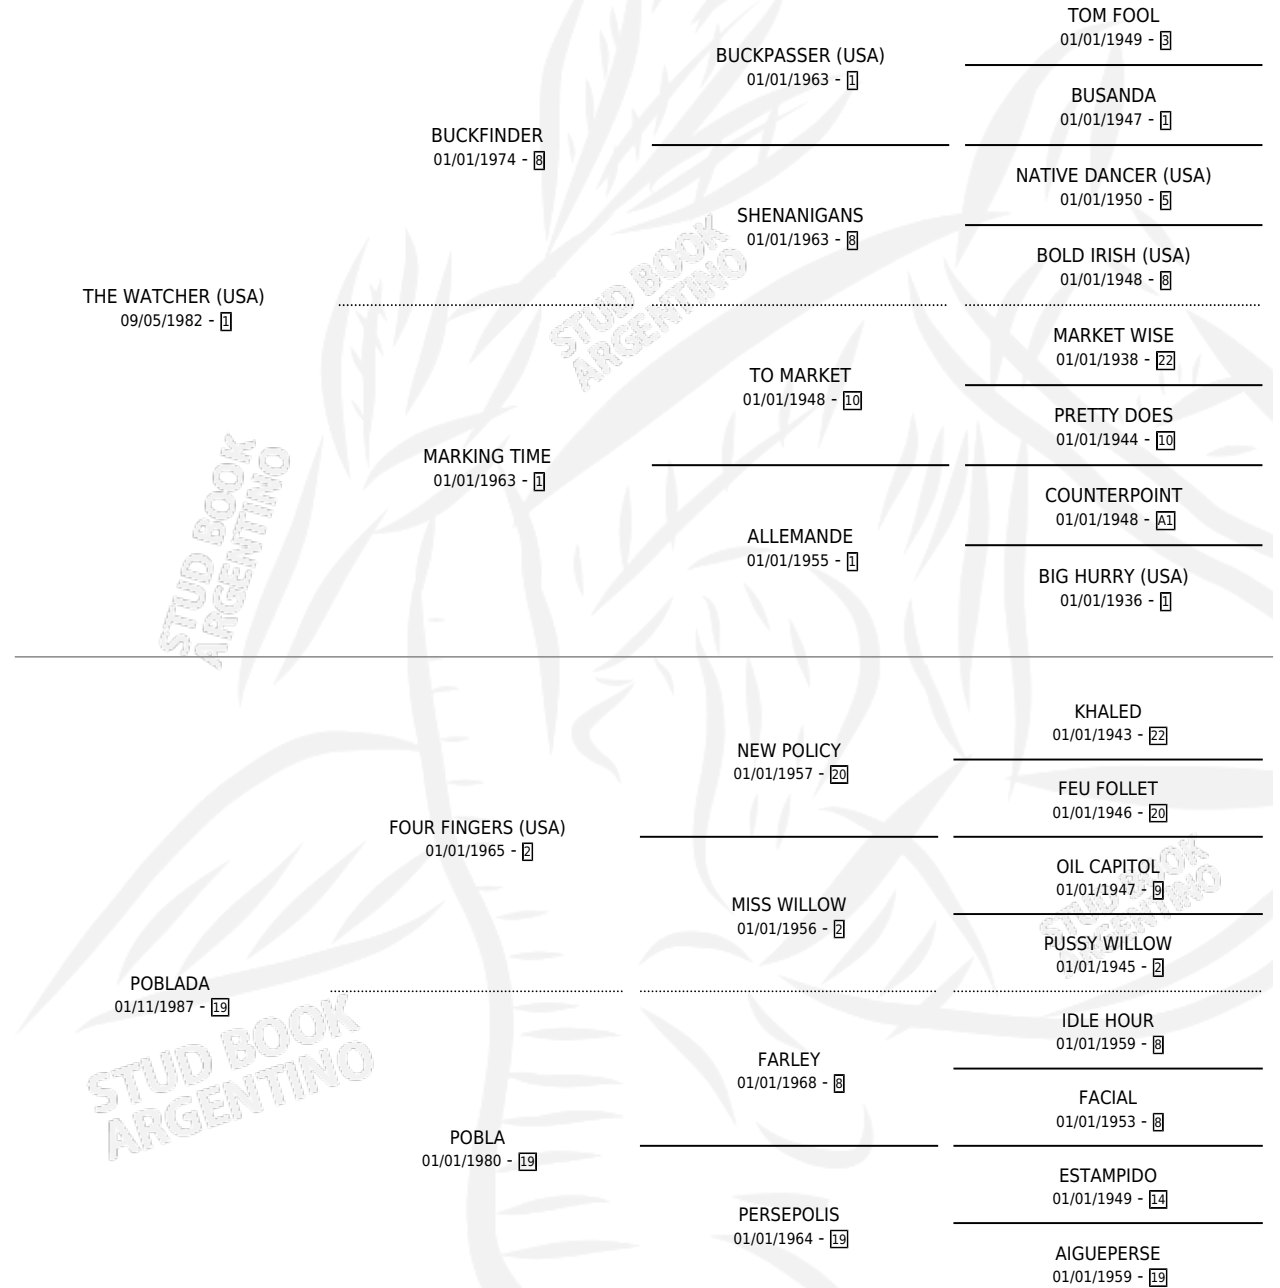 TOM FOOL
01/01/1949 - 3
BUCKPASSER (USA)
01/01/1963 - 1
BUSANDA
01/01/1947 - 1
BUCKFINDER
01/01/1974 - 8
NATIVE DANCER (USA)
01/01/1950 - 5
SHENANIGANS
01/01/1963 - 8
BOLD IRISH (USA)
01/01/1948 - 8
THE WATCHER (USA)
09/05/1982 - 1
MARKET WISE
01/01/1938 - 22
TO MARKET
01/01/1948 - 10
PRETTY DOES
01/01/1944 - 10
MARKING TIME
01/01/1963 - 1
COUNTERPOINT
01/01/1948 - A1
ALLEMANDE
01/01/1955 - 1
BIG HURRY (USA)
01/01/1936 - 1
KHALED
01/01/1943 - 22
NEW POLICY
01/01/1957 - 20
FEU FOLLET
01/01/1946 - 20
FOUR FINGERS (USA)
01/01/1965 - 2
OIL CAPITOL
01/01/1947 - 9
MISS WILLOW
01/01/1956 - 2
PUSSY WILLOW
01/01/1945 - 2
POBLADA
01/11/1987 - 19
IDLE HOUR
01/01/1959 - 8
FARLEY
01/01/1968 - 8
FACIAL
01/01/1953 - 8
POBLA
01/01/1980 - 19
ESTAMPIDO
01/01/1949 - 14
PERSEPOLIS
01/01/1964 - 19
AIGUEPERSE
01/01/1959 - 19
STUD BOOK
ARGENTINO
STUD BOOK
ARGENTINO
STUD BOOK
ARGENTINO
STUD BOOK
ARGENTINO